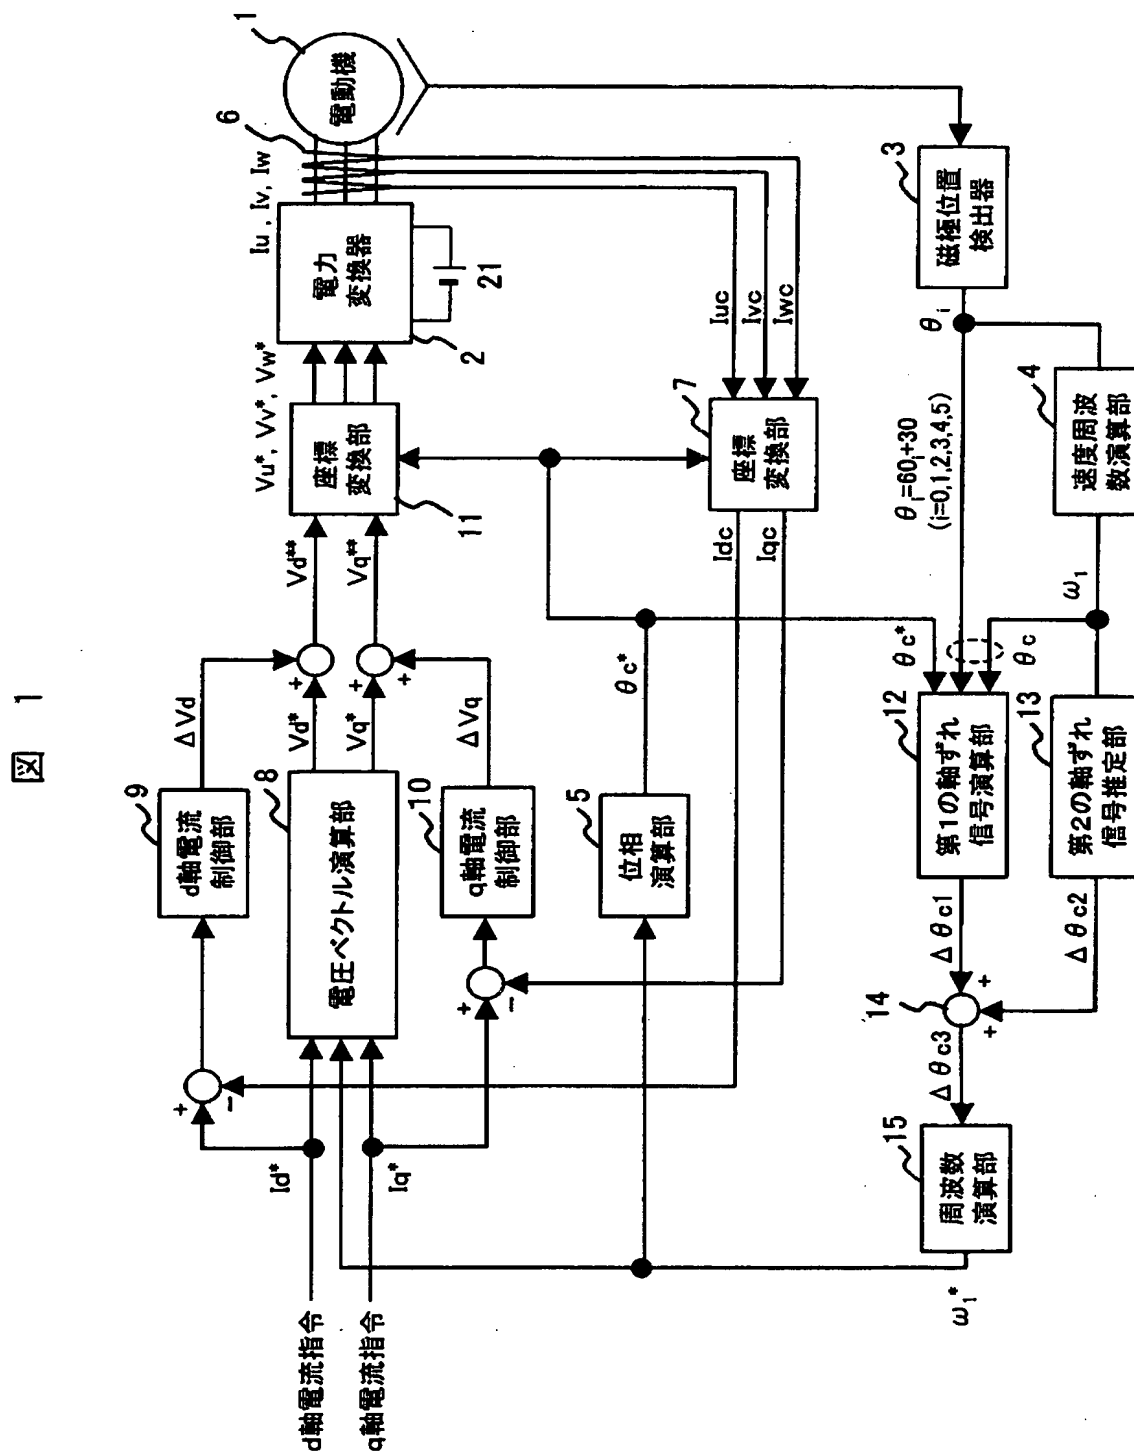 図 1
d軸電流指令
q軸電流指令
Id*
Iq*
+
−
+
−
9
d軸電流
制御部
ΔVd
8
電圧ベクトル演算部
10
q軸電流
制御部
ΔVq
Vd*
Vq*
+
+
+
Vd**
Vq**
11
座標
変換部
Vu*, Vv*, Vw*
2
電力
変換器
21
Iu , Iv, Iw
6
1
電動機
5
位相
演算部
θc*
7
座標
変換部
Idc
Iqc
Iuc
Ivc
Iwc
3
磁極位置
検出器
θi
θi=60i+30
(i=0,1,2,3,4,5)
4
速度周波
数演算部
ω1
θc*
θc
12
第1の軸ずれ
信号演算部
13
第2の軸ずれ
信号推定部
Δθc1
Δθc2
14
+
+
Δθc3
15
周波数
演算部
ω1*